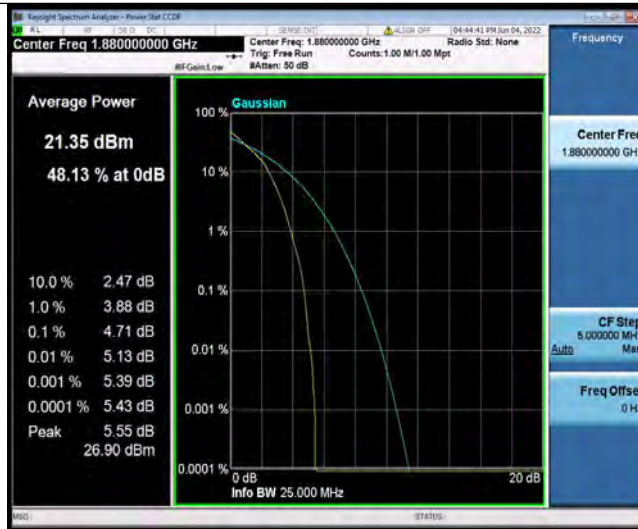 Keysight Spectrum Analyzer - Power Stat CCDF
RL RF 50 Ω DC SENSE:INT ALIGN OFF 04:44:41 PM Jun 04, 2022
Center Freq 1.880000000 GHz
Center Freq: 1.880000000 GHz Radio Std: None
Trig: Free Run Counts:1.00 M/1.00 Mpt
#IFGain:Low #Atten: 50 dB
Frequency
Average Power
21.35 dBm
48.13 % at 0dB
10.0 % 2.47 dB
1.0 % 3.88 dB
0.1 % 4.71 dB
0.01 % 5.13 dB
0.001 % 5.39 dB
0.0001 % 5.43 dB
Peak 5.55 dB
26.90 dBm
Gaussian
100 %
10 %
1 %
0.1 %
0.01 %
0.001 %
0.0001 %
0 dB 20 dB
Info BW 25.000 MHz
Center Freq
1.880000000 GH
CF Step
5.000000 MH
Auto Ma
Freq Offse
0 H
MSG STATUS